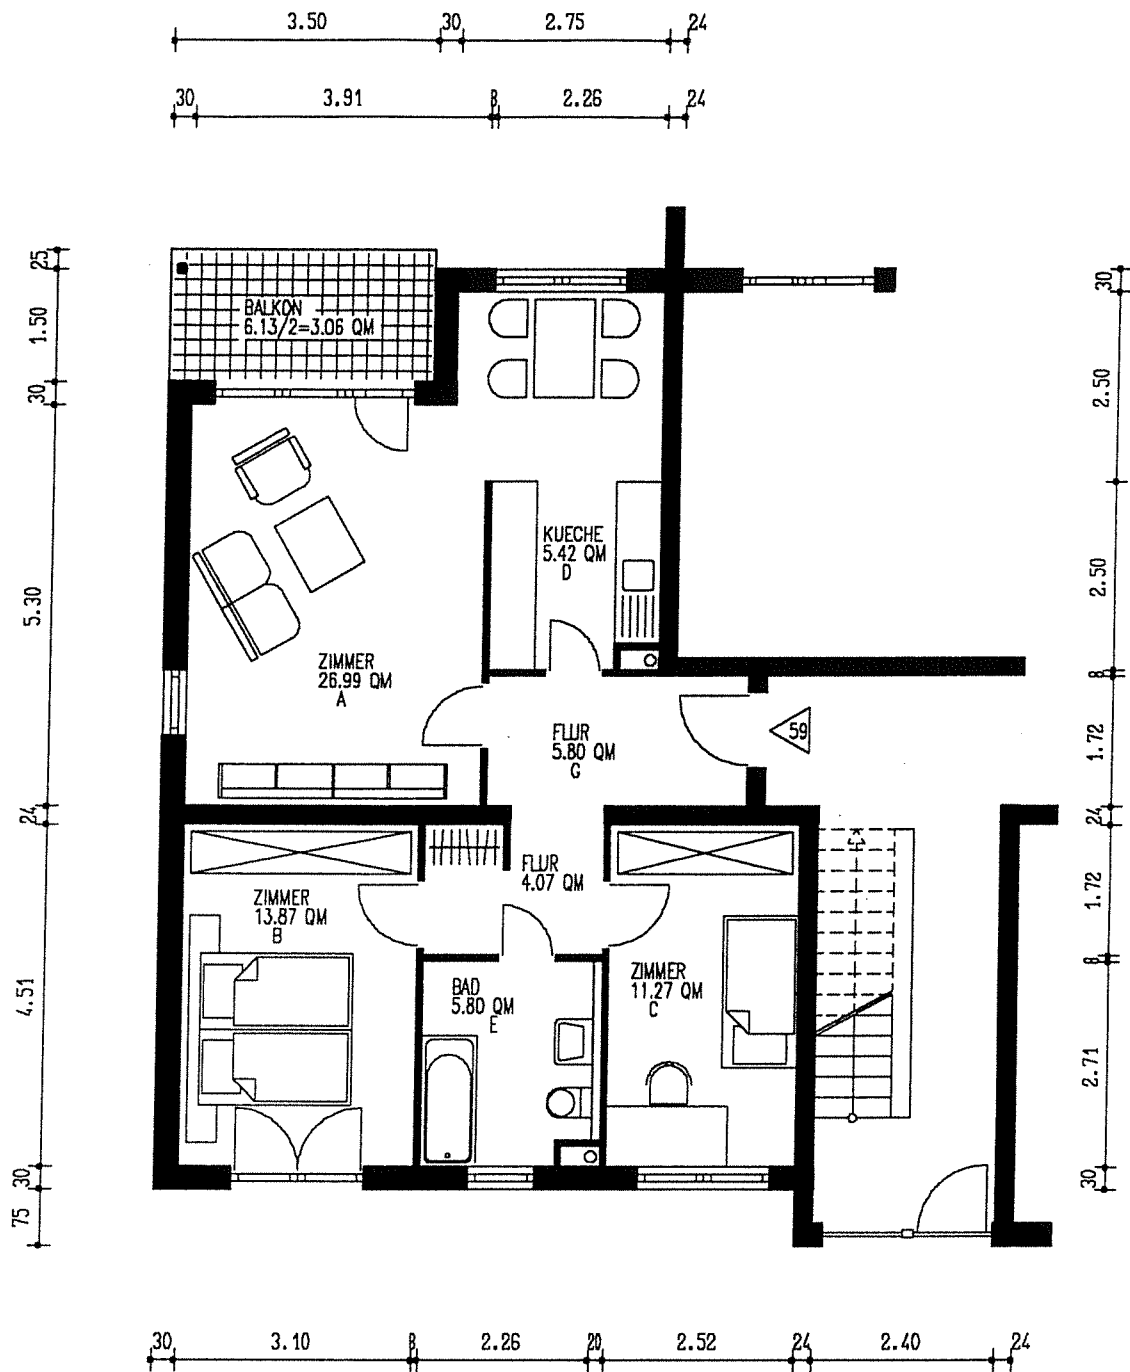 3.50 30 2.75 24
30 3.91 8 2.26 24
25
1.50
30
5.30
24
4.51
30
75
BALKON
6.13/2=3.06 QM
KUECHE
5.42 QM
D
ZIMMER
26.99 QM
A
FLUR
5.80 QM
G
59
FLUR
4.07 QM
ZIMMER
13.87 QM
B
BAD
5.80 QM
E
ZIMMER
11.27 QM
C
30
2.50
2.50
8
1.72
24
1.72
8
2.71
30
30 3.10 8 2.26 20 2.52 24 2.40 24